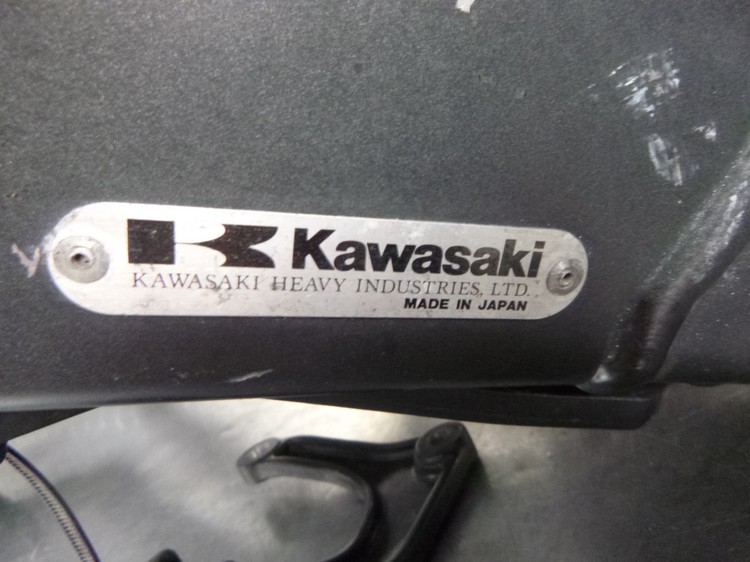 Kawasaki
KAWASAKI HEAVY INDUSTRIES, LTD.
MADE IN JAPAN